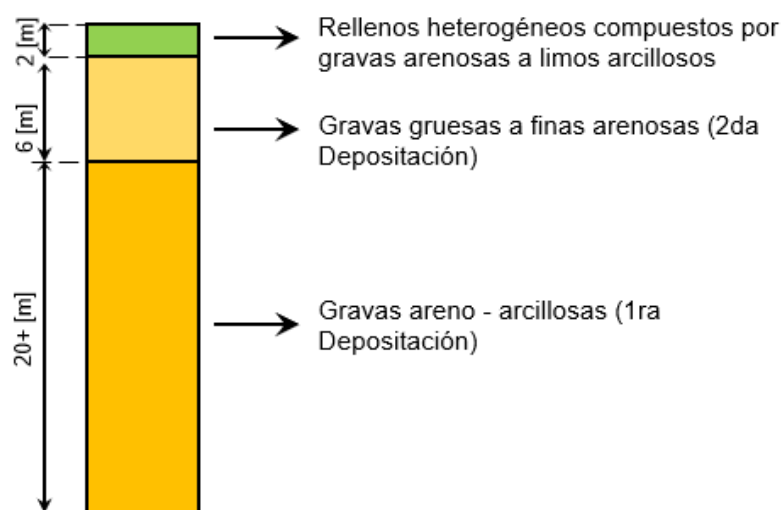 2 [m]
Rellenos heterogéneos compuestos por
gravas arenosas a limos arcillosos
6 [m]
Gravas gruesas a finas arenosas (2da
Depositación)
20+ [m]
Gravas areno - arcillosas (1ra
Depositación)